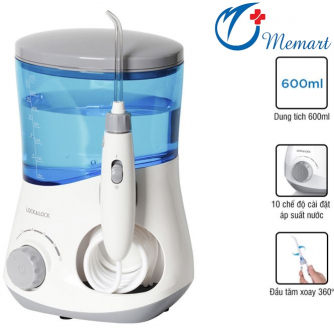 Memart
600ml
Dung tích 600ml
LOCK&LOCK
10 chế độ cài đặt
áp suất nước
Đầu tăm xoay 360°